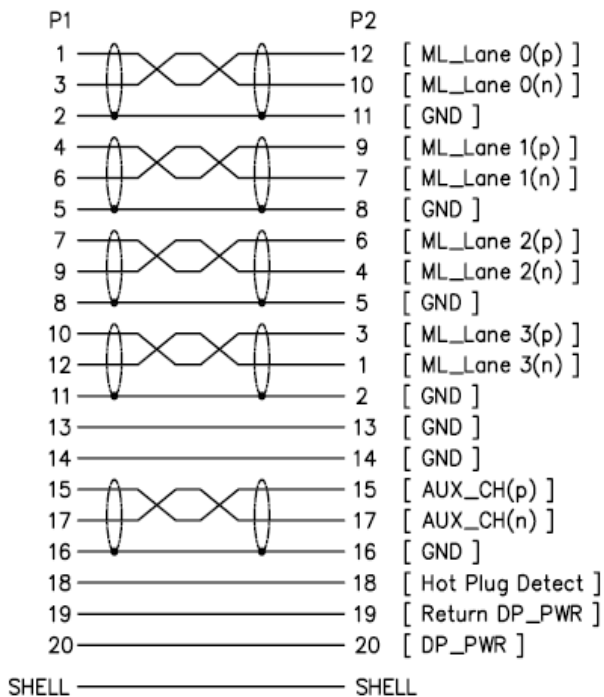 P1 P2
1 12 [ ML_Lane 0(p) ]
3 10 [ ML_Lane 0(n) ]
2 11 [ GND ]
4 9 [ ML_Lane 1(p) ]
6 7 [ ML_Lane 1(n) ]
5 8 [ GND ]
7 6 [ ML_Lane 2(p) ]
9 4 [ ML_Lane 2(n) ]
8 5 [ GND ]
10 3 [ ML_Lane 3(p) ]
12 1 [ ML_Lane 3(n) ]
11 2 [ GND ]
13 13 [ GND ]
14 14 [ GND ]
15 15 [ AUX_CH(p) ]
17 17 [ AUX_CH(n) ]
16 16 [ GND ]
18 18 [ Hot Plug Detect ]
19 19 [ Return DP_PWR ]
20 20 [ DP_PWR ]
SHELL SHELL